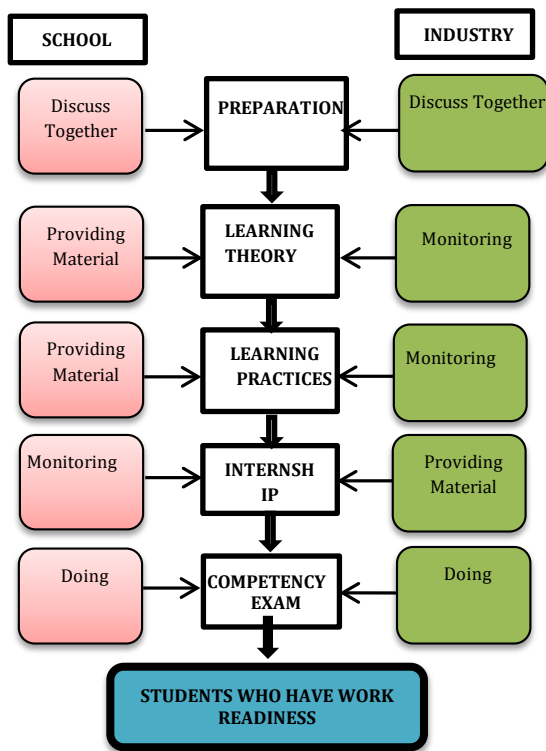 SCHOOL
INDUSTRY
Discuss
Together
PREPARATION
Discuss Together
Providing
Material
LEARNING
THEORY
Monitoring
Providing
Material
LEARNING
PRACTICES
Monitoring
Monitoring
INTERNSH
IP
Providing
Material
Doing
COMPETENCY
EXAM
Doing
STUDENTS WHO HAVE WORK
READINESS